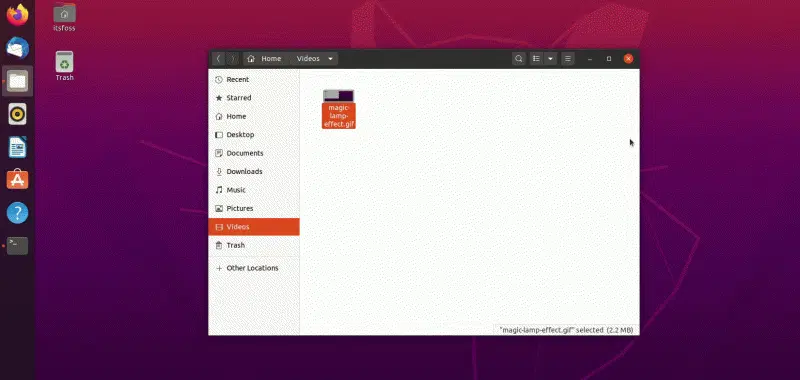 itsfoss
Trash
Home
Videos
Recent
Starred
Home
Desktop
Documents
Downloads
Music
Pictures
Videos
Trash
Other Locations
magic-
lamp-
effect.gif
"magic-lamp-effect.gif" selected (2.2 MB)